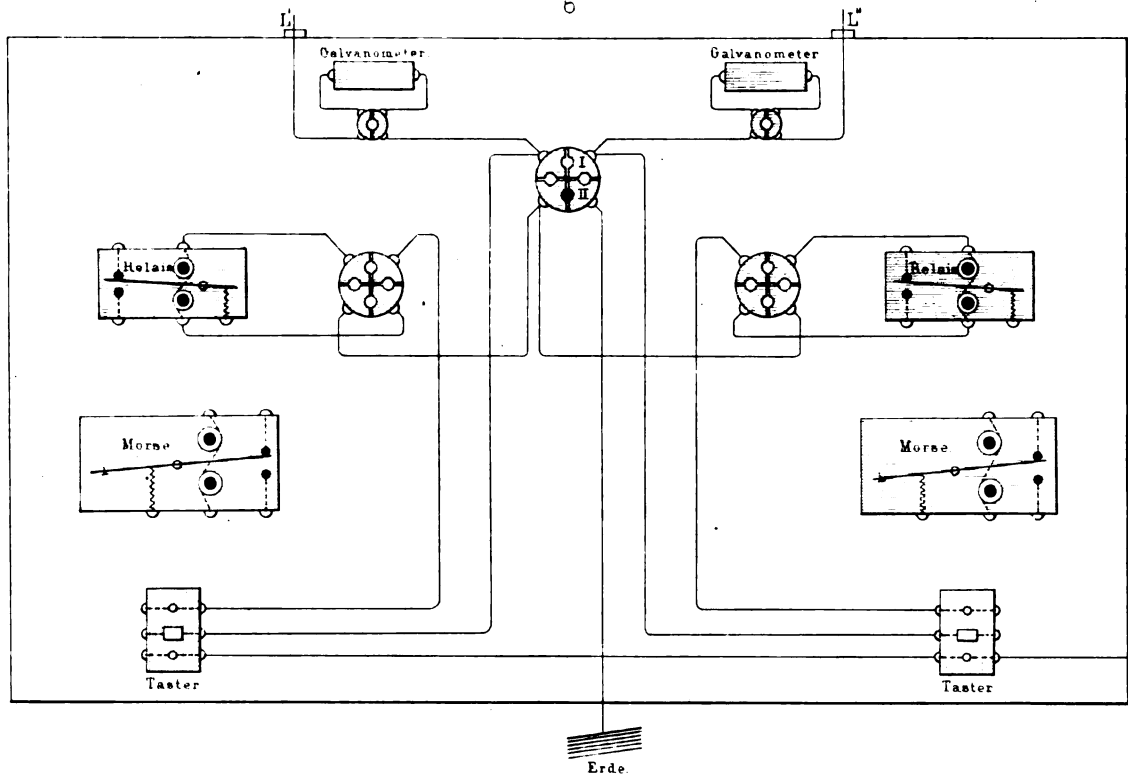 6
L' L"
Galvanometer. Galvanometer
I
II
Relais Relais
Morse. Morse.
Taster Taster
Erde.